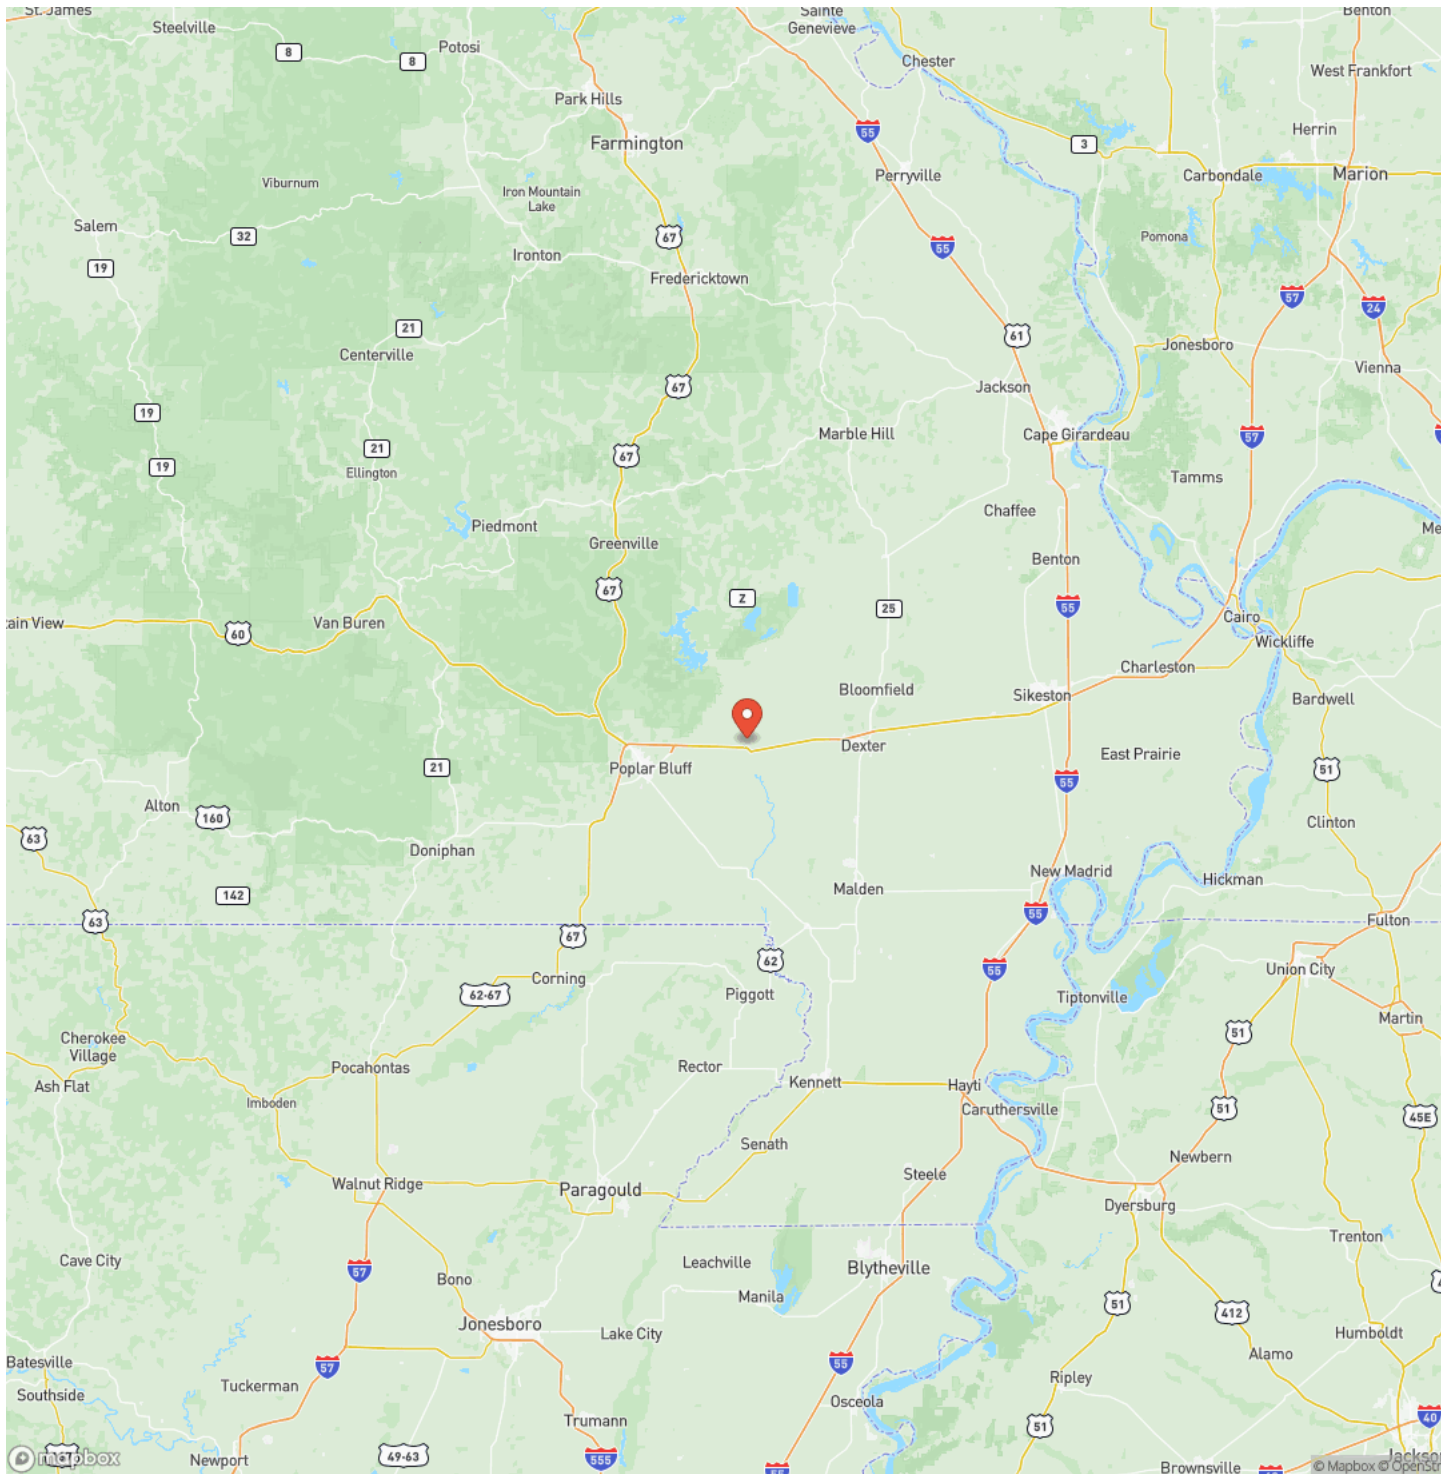 St. James
Steelville
8
8
Potosi
Sainte
Genevieve
Benton
Chester
West Frankfort
Park Hills
Farmington
55
3
Herrin
Perryville
Carbondale
Marion
Viburnum
Iron Mountain
Lake
Salem
32
67
Pomona
55
19
Ironton
Fredericktown
57
24
21
Centerville
61
Jonesboro
Vienna
67
Jackson
19
Marble Hill
Cape Girardeau
57
21
67
19
Ellington
Tamms
Piedmont
Chaffee
Me
Greenville
Benton
67
Z
25
55
tain View
60
Van Buren
Cairo
Wickliffe
Charleston
Bloomfield
Sikeston
Bardwell
Dexter
East Prairie
21
Poplar Bluff
55
51
Alton
160
Clinton
63
Doniphan
New Madrid
Hickman
142
Malden
63
55
Fulton
67
62
55
Union City
Corning
62-67
Piggott
Tiptonville
Martin
Cherokee
Village
51
Pocahontas
Rector
Ash Flat
Kennett
Hayti
Imboden
Caruthersville
51
45E
Senath
Newbern
Walnut Ridge
Paragould
Steele
Dyersburg
Trenton
Cave City
Leachville
Blytheville
57
Bono
Manila
51
412
Jonesboro
Lake City
Humboldt
Batesville
57
55
Alamo
Southside
Tuckerman
Ripley
Osceola
Trumann
51
40
167
mapbox
Newport
49-63
555
55
Brownsville
Jackson
© Mapbox © OpenStr